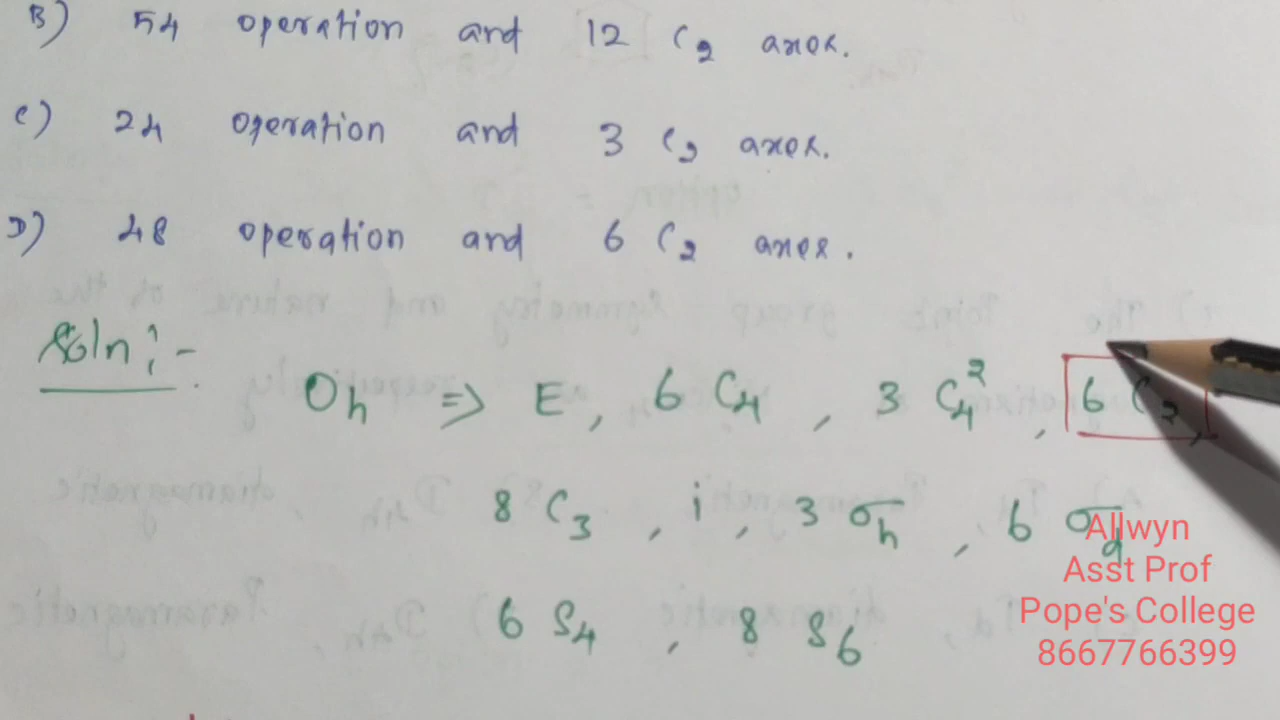 B) 54 operation and 12 C2 axes.
C) 24 operation and 3 C2 axes.
D) 48 operation and 6 C2 axes.
Soln :-
Oh => E, 6 C4, 3 C4², 6 C2,
8 C3, i, 3 σh, 6 σd
6 S4, 8 S6
Allwyn
Asst Prof
Pope's College
8667766399